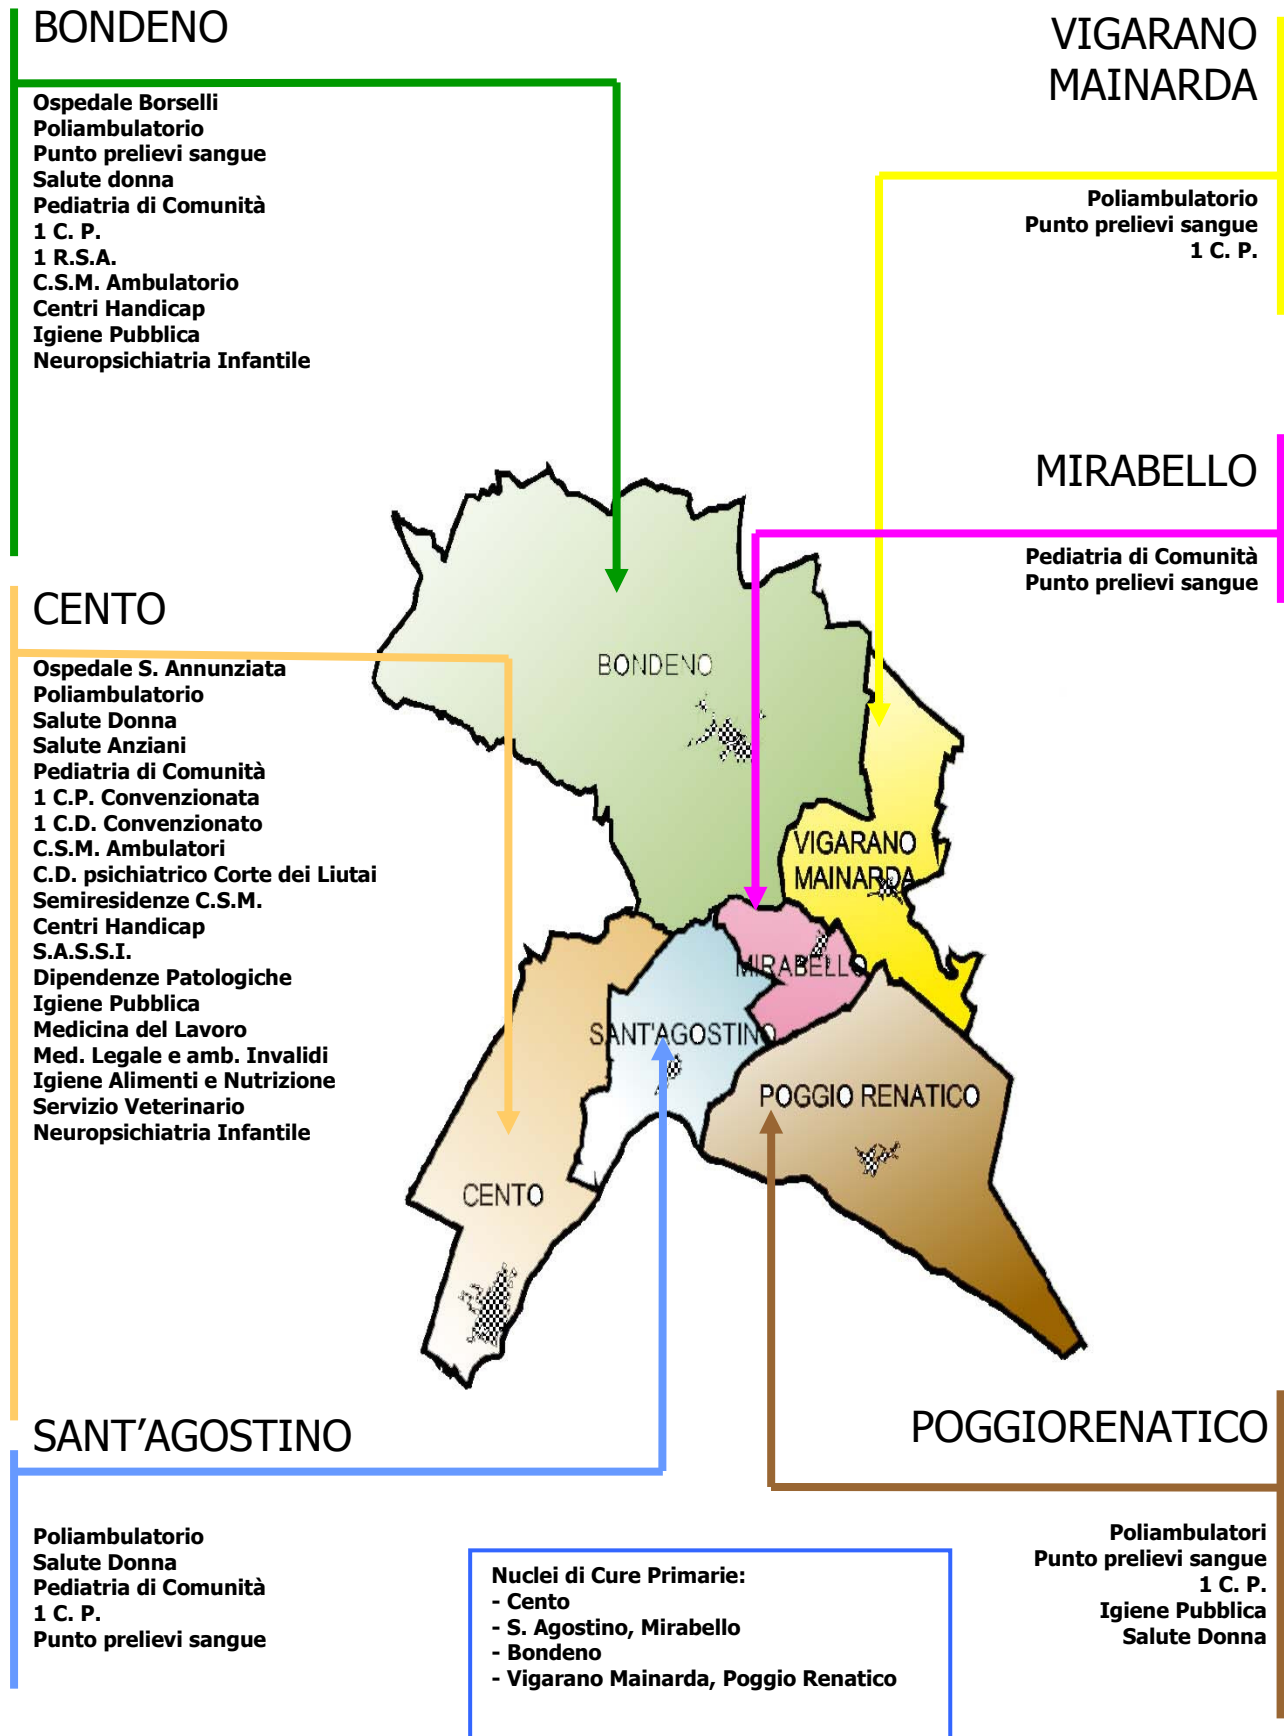 BONDENO
Ospedale Borselli
Poliambulatorio
Punto prelievi sangue
Salute donna
Pediatria di Comunità
1 C. P.
1 R.S.A.
C.S.M. Ambulatorio
Centri Handicap
Igiene Pubblica
Neuropsichiatria Infantile
VIGARANO
MAINARDA
Poliambulatorio
Punto prelievi sangue
1 C. P.
MIRABELLO
Pediatria di Comunità
Punto prelievi sangue
CENTO
Ospedale S. Annunziata
Poliambulatorio
Salute Donna
Salute Anziani
Pediatria di Comunità
1 C.P. Convenzionata
1 C.D. Convenzionato
C.S.M. Ambulatori
C.D. psichiatrico Corte dei Liutai
Semiresidenze C.S.M.
Centri Handicap
S.A.S.S.I.
Dipendenze Patologiche
Igiene Pubblica
Medicina del Lavoro
Med. Legale e amb. Invalidi
Igiene Alimenti e Nutrizione
Servizio Veterinario
Neuropsichiatria Infantile
BONDENO
VIGARANO
MAINARDA
MIRABELLO
SANT'AGOSTINO
POGGIO RENATICO
CENTO
SANT’AGOSTINO
Poliambulatorio
Salute Donna
Pediatria di Comunità
1 C. P.
Punto prelievi sangue
Nuclei di Cure Primarie:
- Cento
- S. Agostino, Mirabello
- Bondeno
- Vigarano Mainarda, Poggio Renatico
POGGIORENATICO
Poliambulatori
Punto prelievi sangue
1 C. P.
Igiene Pubblica
Salute Donna